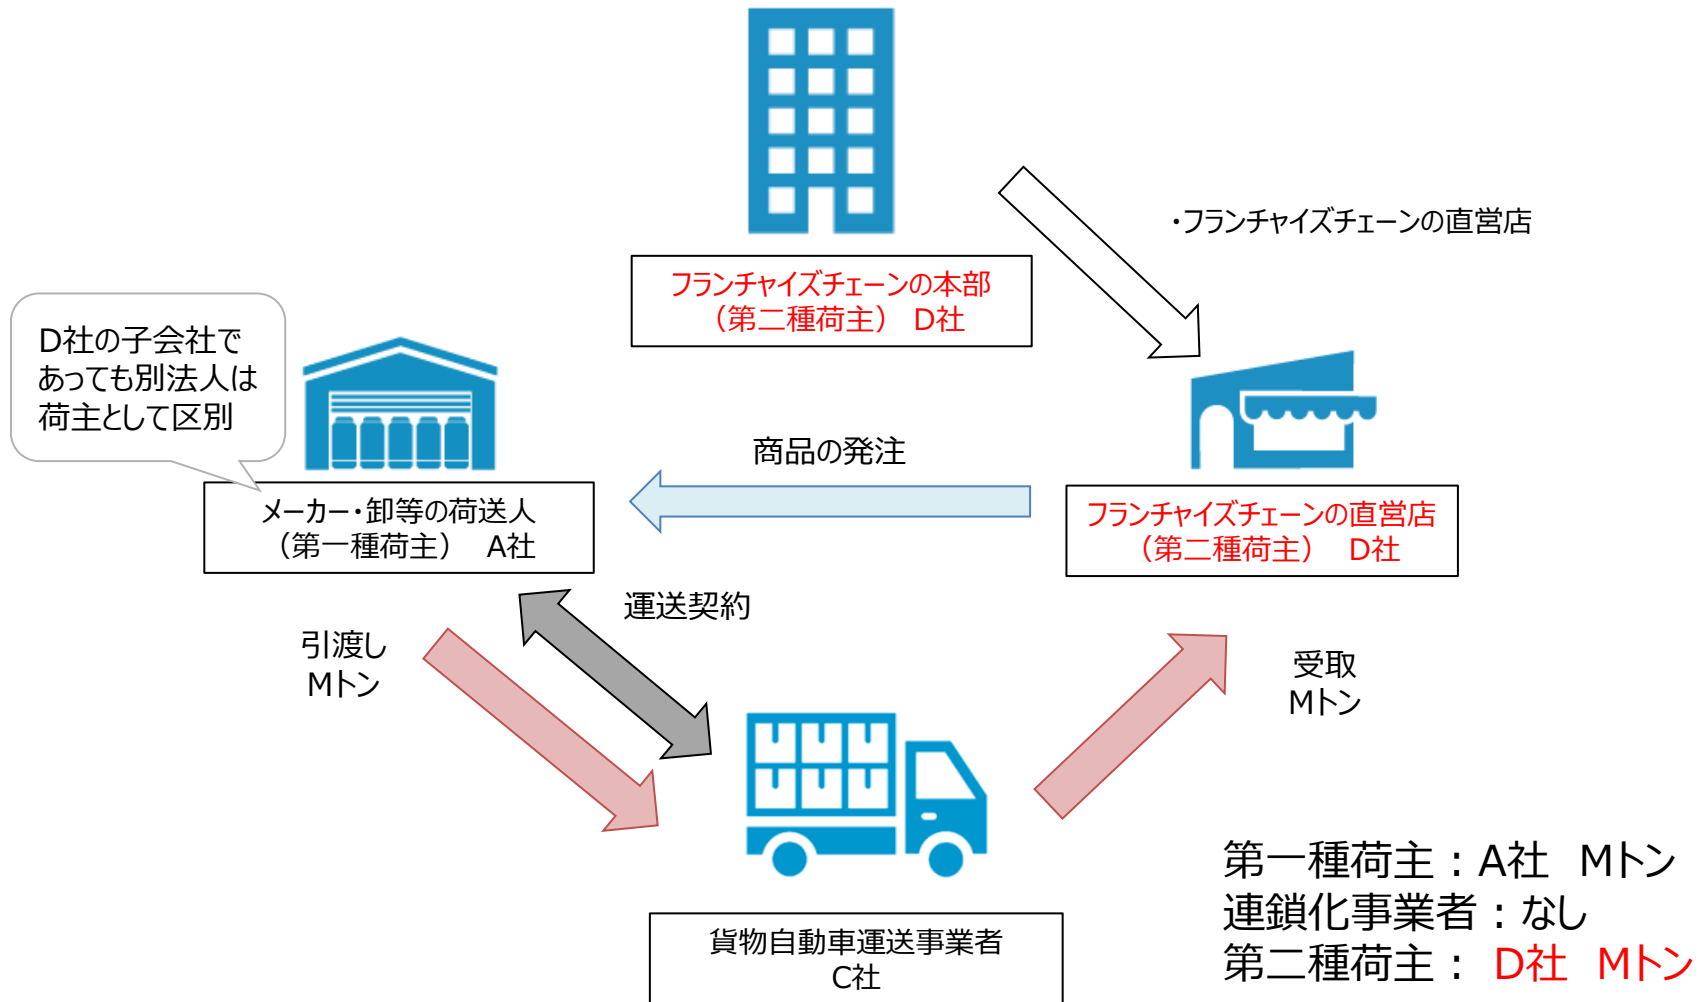 ・フランチャイズチェーンの直営店
フランチャイズチェーンの本部
（第二種荷主）　D社
D社の子会社で
あっても別法人は
荷主として区別
商品の発注
メーカー・卸等の荷送人
（第一種荷主）　A社
フランチャイズチェーンの直営店
（第二種荷主）　D社
運送契約
引渡し
Mトン
受取
Mトン
貨物自動車運送事業者
C社
第一種荷主：A社　Mトン
連鎖化事業者：なし
第二種荷主： D社　Mトン